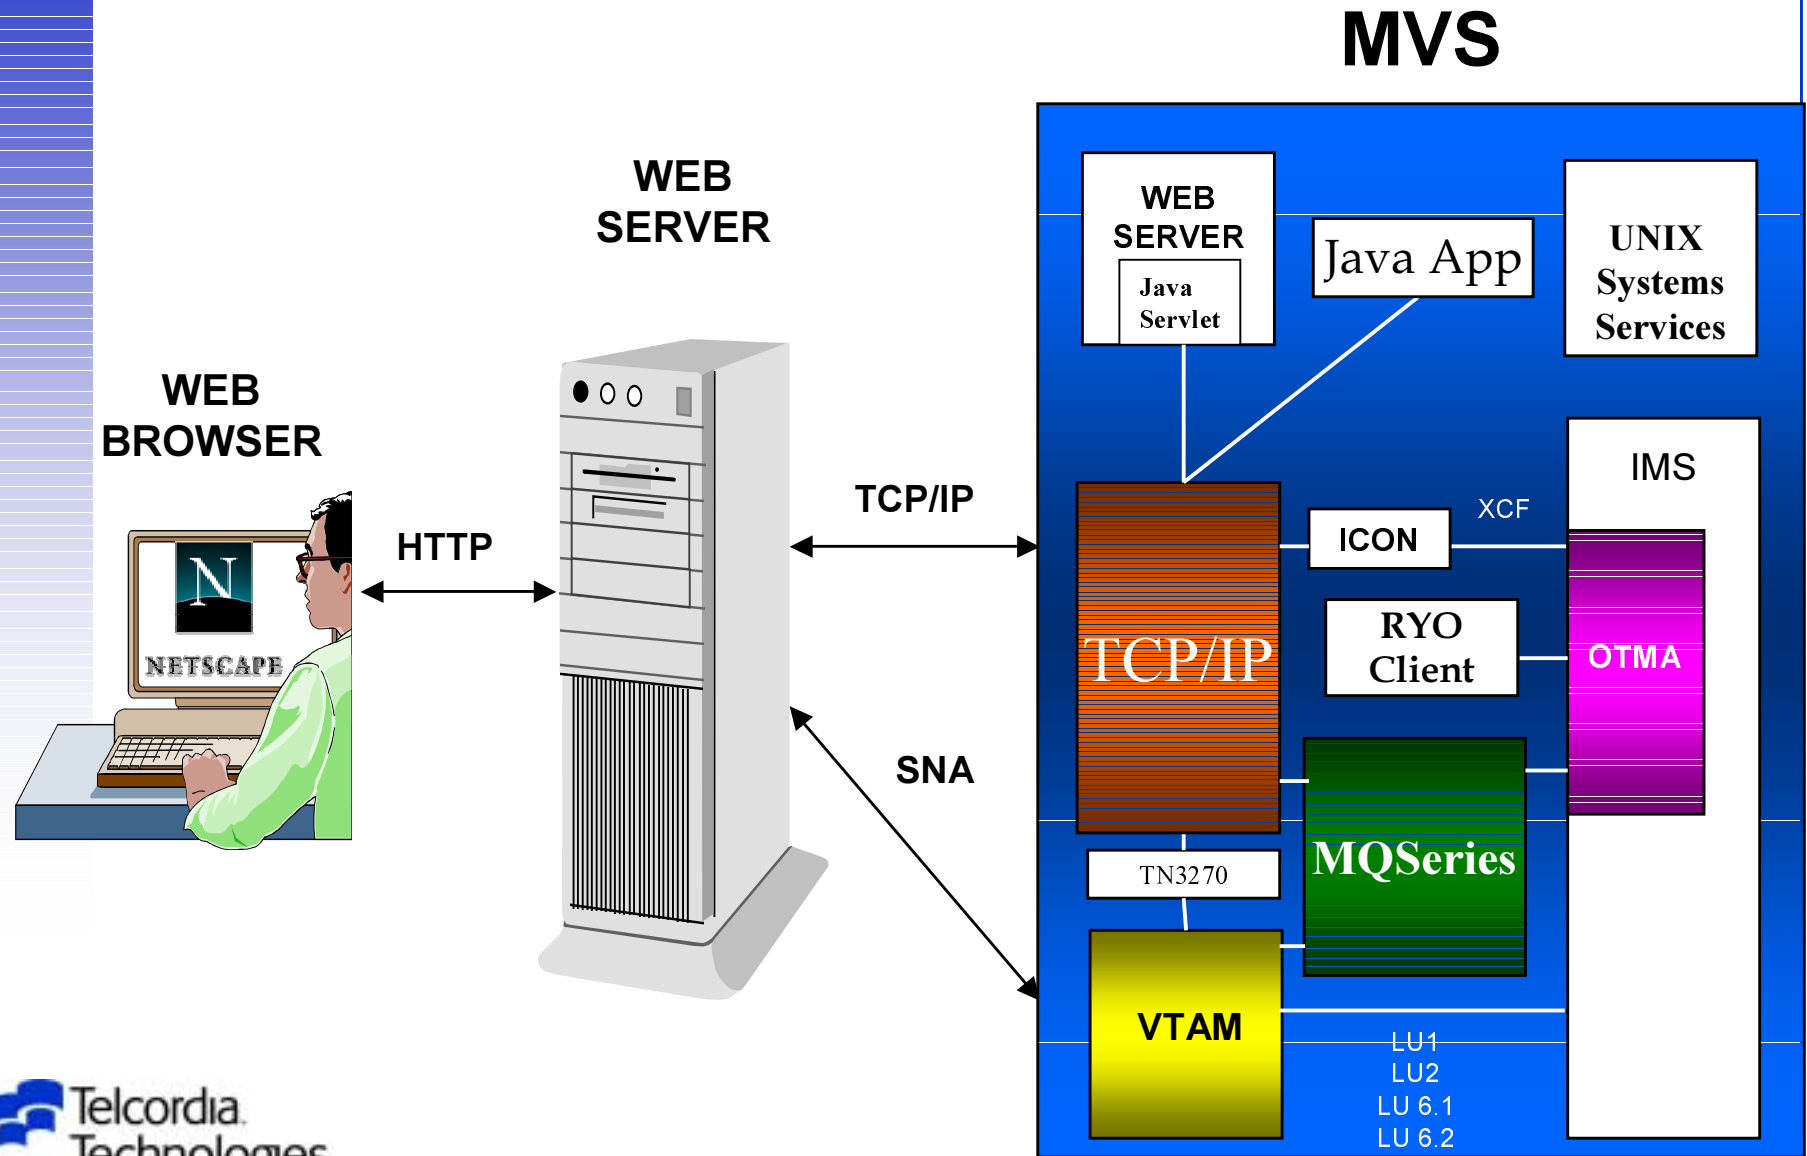 MVS
WEB
SERVER
WEB
SERVER
Java
Servlet
Java App
UNIX
Systems
Services
WEB
BROWSER
HTTP
TCP/IP
SNA
N
NETSCAPE
TCP/IP
ICON
XCF
IMS
RYO
Client
OTMA
MQSeries
TN3270
VTAM
LU1
LU2
LU 6.1
LU 6.2
Telcordia.
Technologies